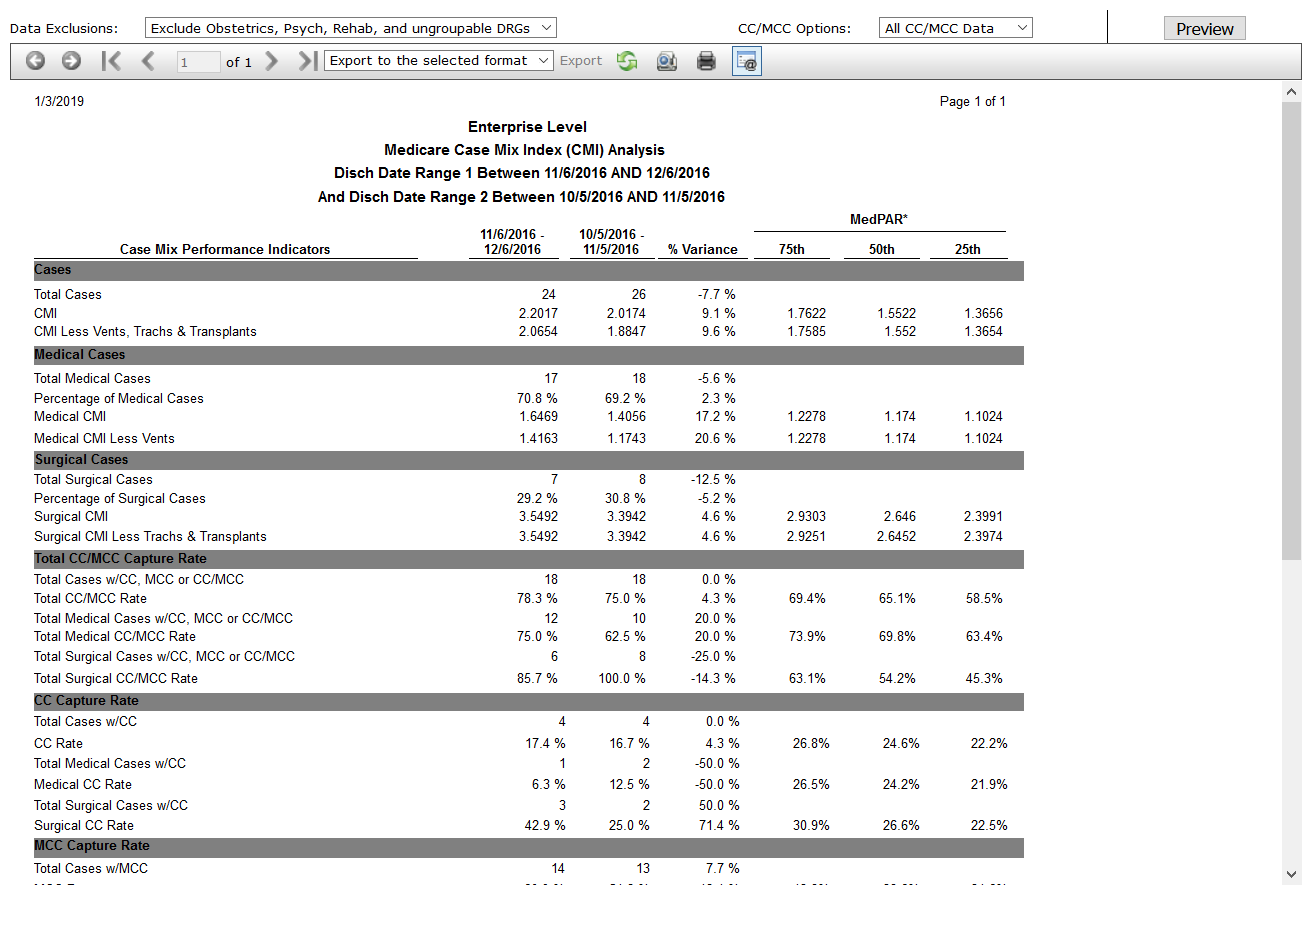 Data Exclusions: Exclude Obstetrics, Psych, Rehab, and ungroupable DRGs CC/MCC Options: All CC/MCC Data Preview
1 of 1 Export to the selected format Export
1/3/2019 Page 1 of 1
Enterprise Level
Medicare Case Mix Index (CMI) Analysis
Disch Date Range 1 Between 11/6/2016 AND 12/6/2016
And Disch Date Range 2 Between 10/5/2016 AND 11/5/2016
MedPAR*
11/6/2016 - 10/5/2016 -
Case Mix Performance Indicators 12/6/2016 11/5/2016 % Variance 75th 50th 25th
Cases
Total Cases 24 26 -7.7 %
CMI 2.2017 2.0174 9.1 % 1.7622 1.5522 1.3656
CMI Less Vents, Trachs & Transplants 2.0654 1.8847 9.6 % 1.7585 1.552 1.3654
Medical Cases
Total Medical Cases 17 18 -5.6 %
Percentage of Medical Cases 70.8 % 69.2 % 2.3 %
Medical CMI 1.6469 1.4056 17.2 % 1.2278 1.174 1.1024
Medical CMI Less Vents 1.4163 1.1743 20.6 % 1.2278 1.174 1.1024
Surgical Cases
Total Surgical Cases 7 8 -12.5 %
Percentage of Surgical Cases 29.2 % 30.8 % -5.2 %
Surgical CMI 3.5492 3.3942 4.6 % 2.9303 2.646 2.3991
Surgical CMI Less Trachs & Transplants 3.5492 3.3942 4.6 % 2.9251 2.6452 2.3974
Total CC/MCC Capture Rate
Total Cases w/CC, MCC or CC/MCC 18 18 0.0 %
Total CC/MCC Rate 78.3 % 75.0 % 4.3 % 69.4% 65.1% 58.5%
Total Medical Cases w/CC, MCC or CC/MCC 12 10 20.0 %
Total Medical CC/MCC Rate 75.0 % 62.5 % 20.0 % 73.9% 69.8% 63.4%
Total Surgical Cases w/CC, MCC or CC/MCC 6 8 -25.0 %
Total Surgical CC/MCC Rate 85.7 % 100.0 % -14.3 % 63.1% 54.2% 45.3%
CC Capture Rate
Total Cases w/CC 4 4 0.0 %
CC Rate 17.4 % 16.7 % 4.3 % 26.8% 24.6% 22.2%
Total Medical Cases w/CC 1 2 -50.0 %
Medical CC Rate 6.3 % 12.5 % -50.0 % 26.5% 24.2% 21.9%
Total Surgical Cases w/CC 3 2 50.0 %
Surgical CC Rate 42.9 % 25.0 % 71.4 % 30.9% 26.6% 22.5%
MCC Capture Rate
Total Cases w/MCC 14 13 7.7 %